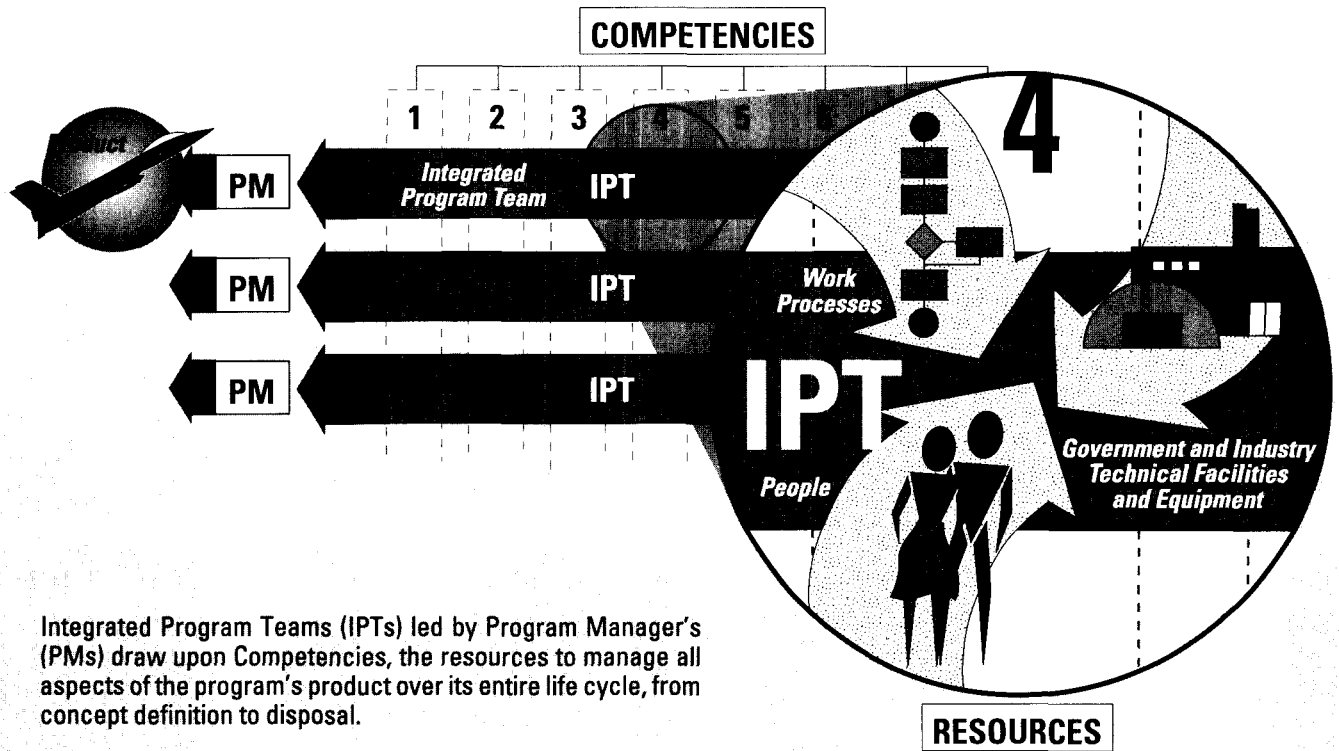 COMPETENCIES
1 2 3 4 5 6
4
PM
Integrated
Program Team
IPT
PM
IPT
Work
Processes
PM
IPT
IPT
People
Government and Industry
Technical Facilities
and Equipment
Integrated Program Teams (IPTs) led by Program Manager's
(PMs) draw upon Competencies, the resources to manage all
aspects of the program's product over its entire life cycle, from
concept definition to disposal.
RESOURCES